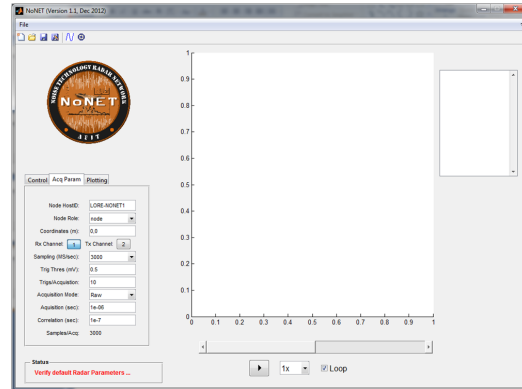 NoNET (Version 1.1, Dec 2012)
File
NOISE TECHNOLOGY RADAR NETWORK
NoNET
AFIT
Control Acq Param Plotting
Node HostID: LORE-NONET1
Node Role: node
Coordinates (m): 0,0
Rx Channel: 1 Tx Channel: 2
Sampling (MS/sec): 3000
Trig Thres (mV): 0.5
Trigs/Acquistion: 10
Acquisition Mode: Raw
Aquistion (sec): 1e-06
Correlation (sec): 1e-7
Samples/Acq: 3000
Status
Verify default Radar Parameters ...
1
0.9
0.8
0.7
0.6
0.5
0.4
0.3
0.2
0.1
0
0 0.1 0.2 0.3 0.4 0.5 0.6 0.7 0.8 0.9 1
1x Loop